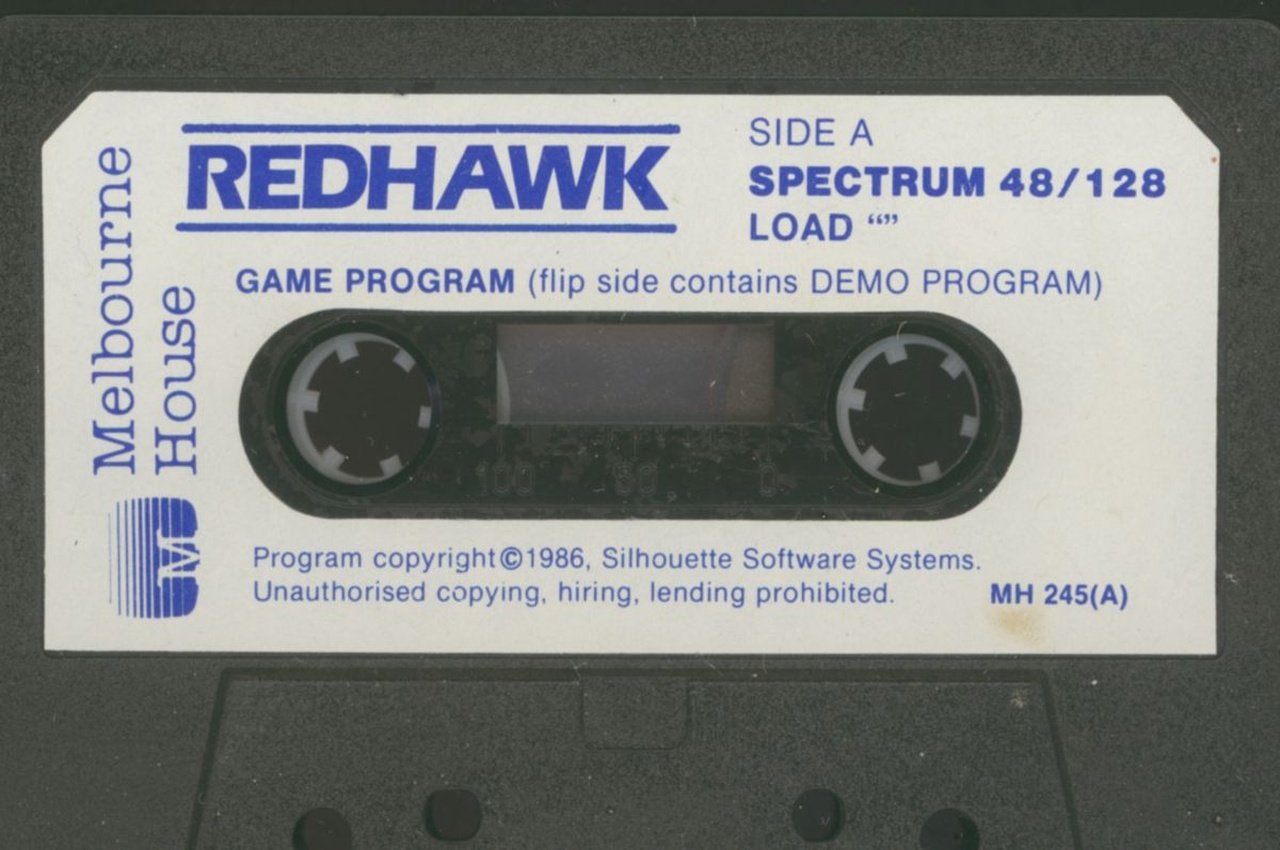 Melbourne
House
REDHAWK
SIDE A
SPECTRUM 48/128
LOAD “”
GAME PROGRAM (flip side contains DEMO PROGRAM)
100 50 0
Program copyright©1986, Silhouette Software Systems.
Unauthorised copying, hiring, lending prohibited.
MH 245(A)
M